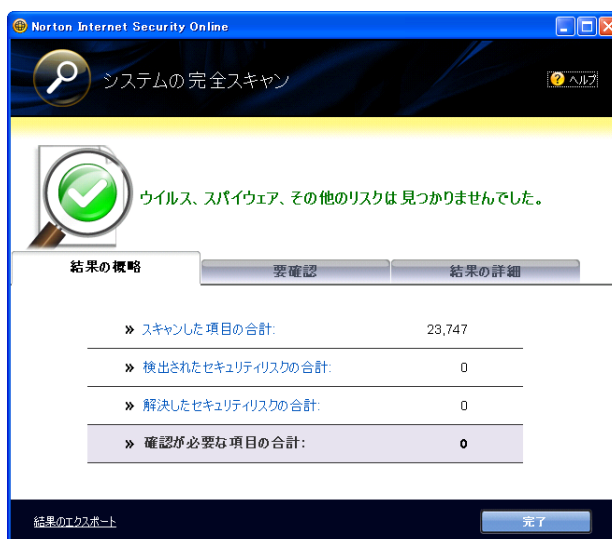 Norton Internet Security Online
システムの完全スキャン
? ヘルプ
ウイルス、スパイウェア、その他のリスクは見つかりませんでした。
結果の概略 要確認 結果の詳細
» スキャンした項目の合計: 23,747
» 検出されたセキュリティリスクの合計: 0
» 解決したセキュリティリスクの合計: 0
» 確認が必要な項目の合計: 0
結果のエクスポート 完了